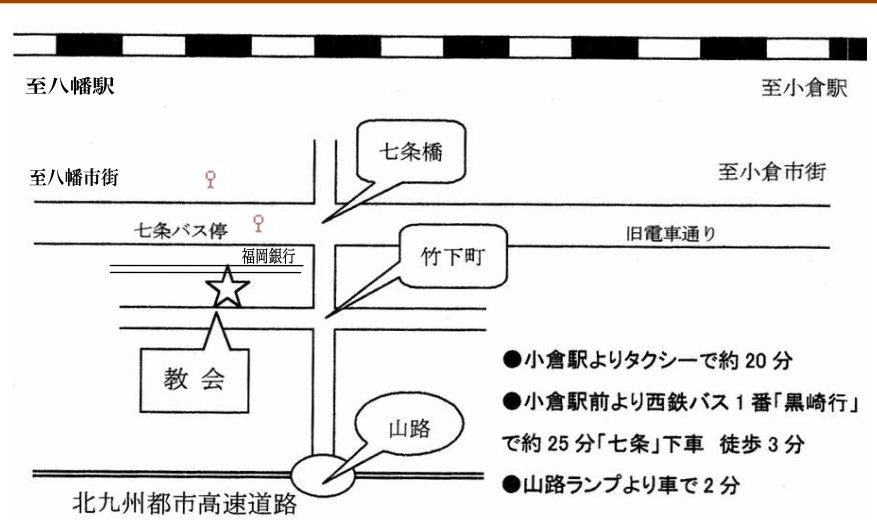 至八幡駅
至小倉駅
七条橋
至八幡市街
至小倉市街
七条バス停
旧電車通り
福岡銀行
竹下町
教会
山路
●小倉駅よりタクシーで約20分
●小倉駅前より西鉄バス1番「黒崎行」
で約25分「七条」下車 徒歩3分
●山路ランプより車で2分
北九州都市高速道路